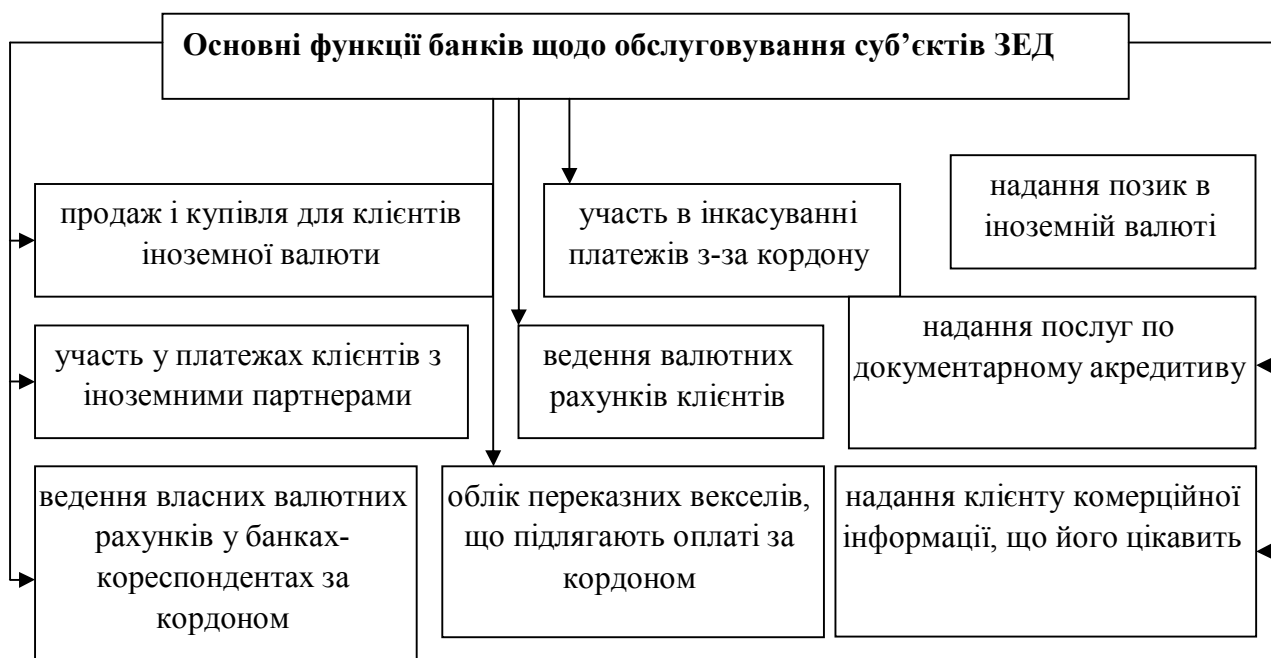 Основні функції банків щодо обслуговування суб’єктів ЗЕД
продаж і купівля для клієнтів
іноземної валюти
участь в інкасуванні
платежів з-за кордону
надання позик в
іноземній валюті
участь у платежах клієнтів з
іноземними партнерами
ведення валютних
рахунків клієнтів
надання послуг по
документарному акредитиву
ведення власних валютних
рахунків у банках-
кореспондентах за
кордоном
облік переказних векселів,
що підлягають оплаті за
кордоном
надання клієнту комерційної
інформації, що його цікавить